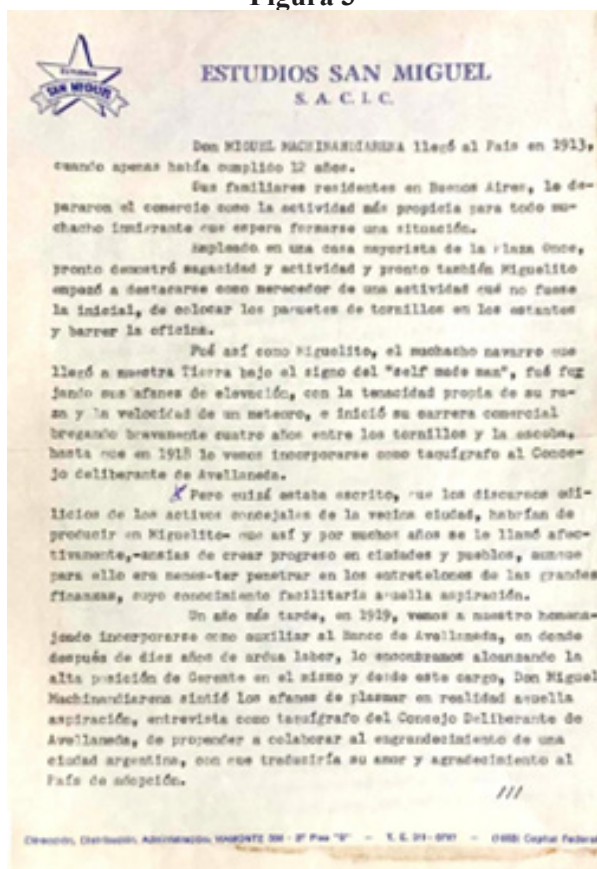 Figura 3
ESTUDIOS
SAN MIGUEL
ESTUDIOS SAN MIGUEL
S. A. C. I. C.
Don MIGUEL MACHINANDIARENA llegó al País en 1913,
cuando apenas había cumplido 12 años.
Sus familiares residentes en Buenos Aires, le de-
pararon el comercio como la actividad más propicia para todo mu-
chacho inmigrante que espera formarse una situación.
Empleado en una casa mayorista de la Plaza Once,
pronto demostró sagacidad y actividad y pronto también Miguelito
empezó a destacarse como merecedor de una actividad qué no fuese
la inicial, de colocar los paquetes de tornillos en los estantes
y barrer la oficina.
Fué así como Miguelito, el muchacho navarro que
llegó a nuestra Tierra bajo el signo del "self made man", fué for
jando sus afanes de elevación, con la tenacidad propia de su ra-
za y la velocidad de un meteoro, e inició su carrera comercial
bregando bravamente cuatro años entre los tornillos y la escoba,
hasta que en 1918 lo vemos incorporarse como taquígrafo al Conce-
jo deliberante de Avellaneda.
X Pero quizá estaba escrito, que los discursos edi-
licios de los activos concejales de la vecina ciudad, habrían de
producir en Miguelito- que así y por muchos años se le llamó afec-
tivamente,-ansias de crear progreso en ciudades y pueblos, aunque
para ello era menes-ter penetrar en los entretelones de las grandes
finanzas, cuyo conocimiento facilitaría aquella aspiración.
Un año más tarde, en 1919, vemos a nuestro homena-
jeado incorporarse como auxiliar al Banco de Avellaneda, en donde
después de diez años de ardua labor, lo encontramos alcanzando la
alta posición de Gerente en el mismo y desde este cargo, Don Miguel
Machinandiarena sintió los afanes de plasmar en realidad aquella
aspiración, entrevista como taquígrafo del Concejo Deliberante de
Avellaneda, de propender a colaborar al engrandecimiento de una
ciudad argentina, con que traduciría su amor y agradecimiento al
País de adopción.
///
Dirección, Distribución, Administración, - "B" - T. E. - Capital Federal